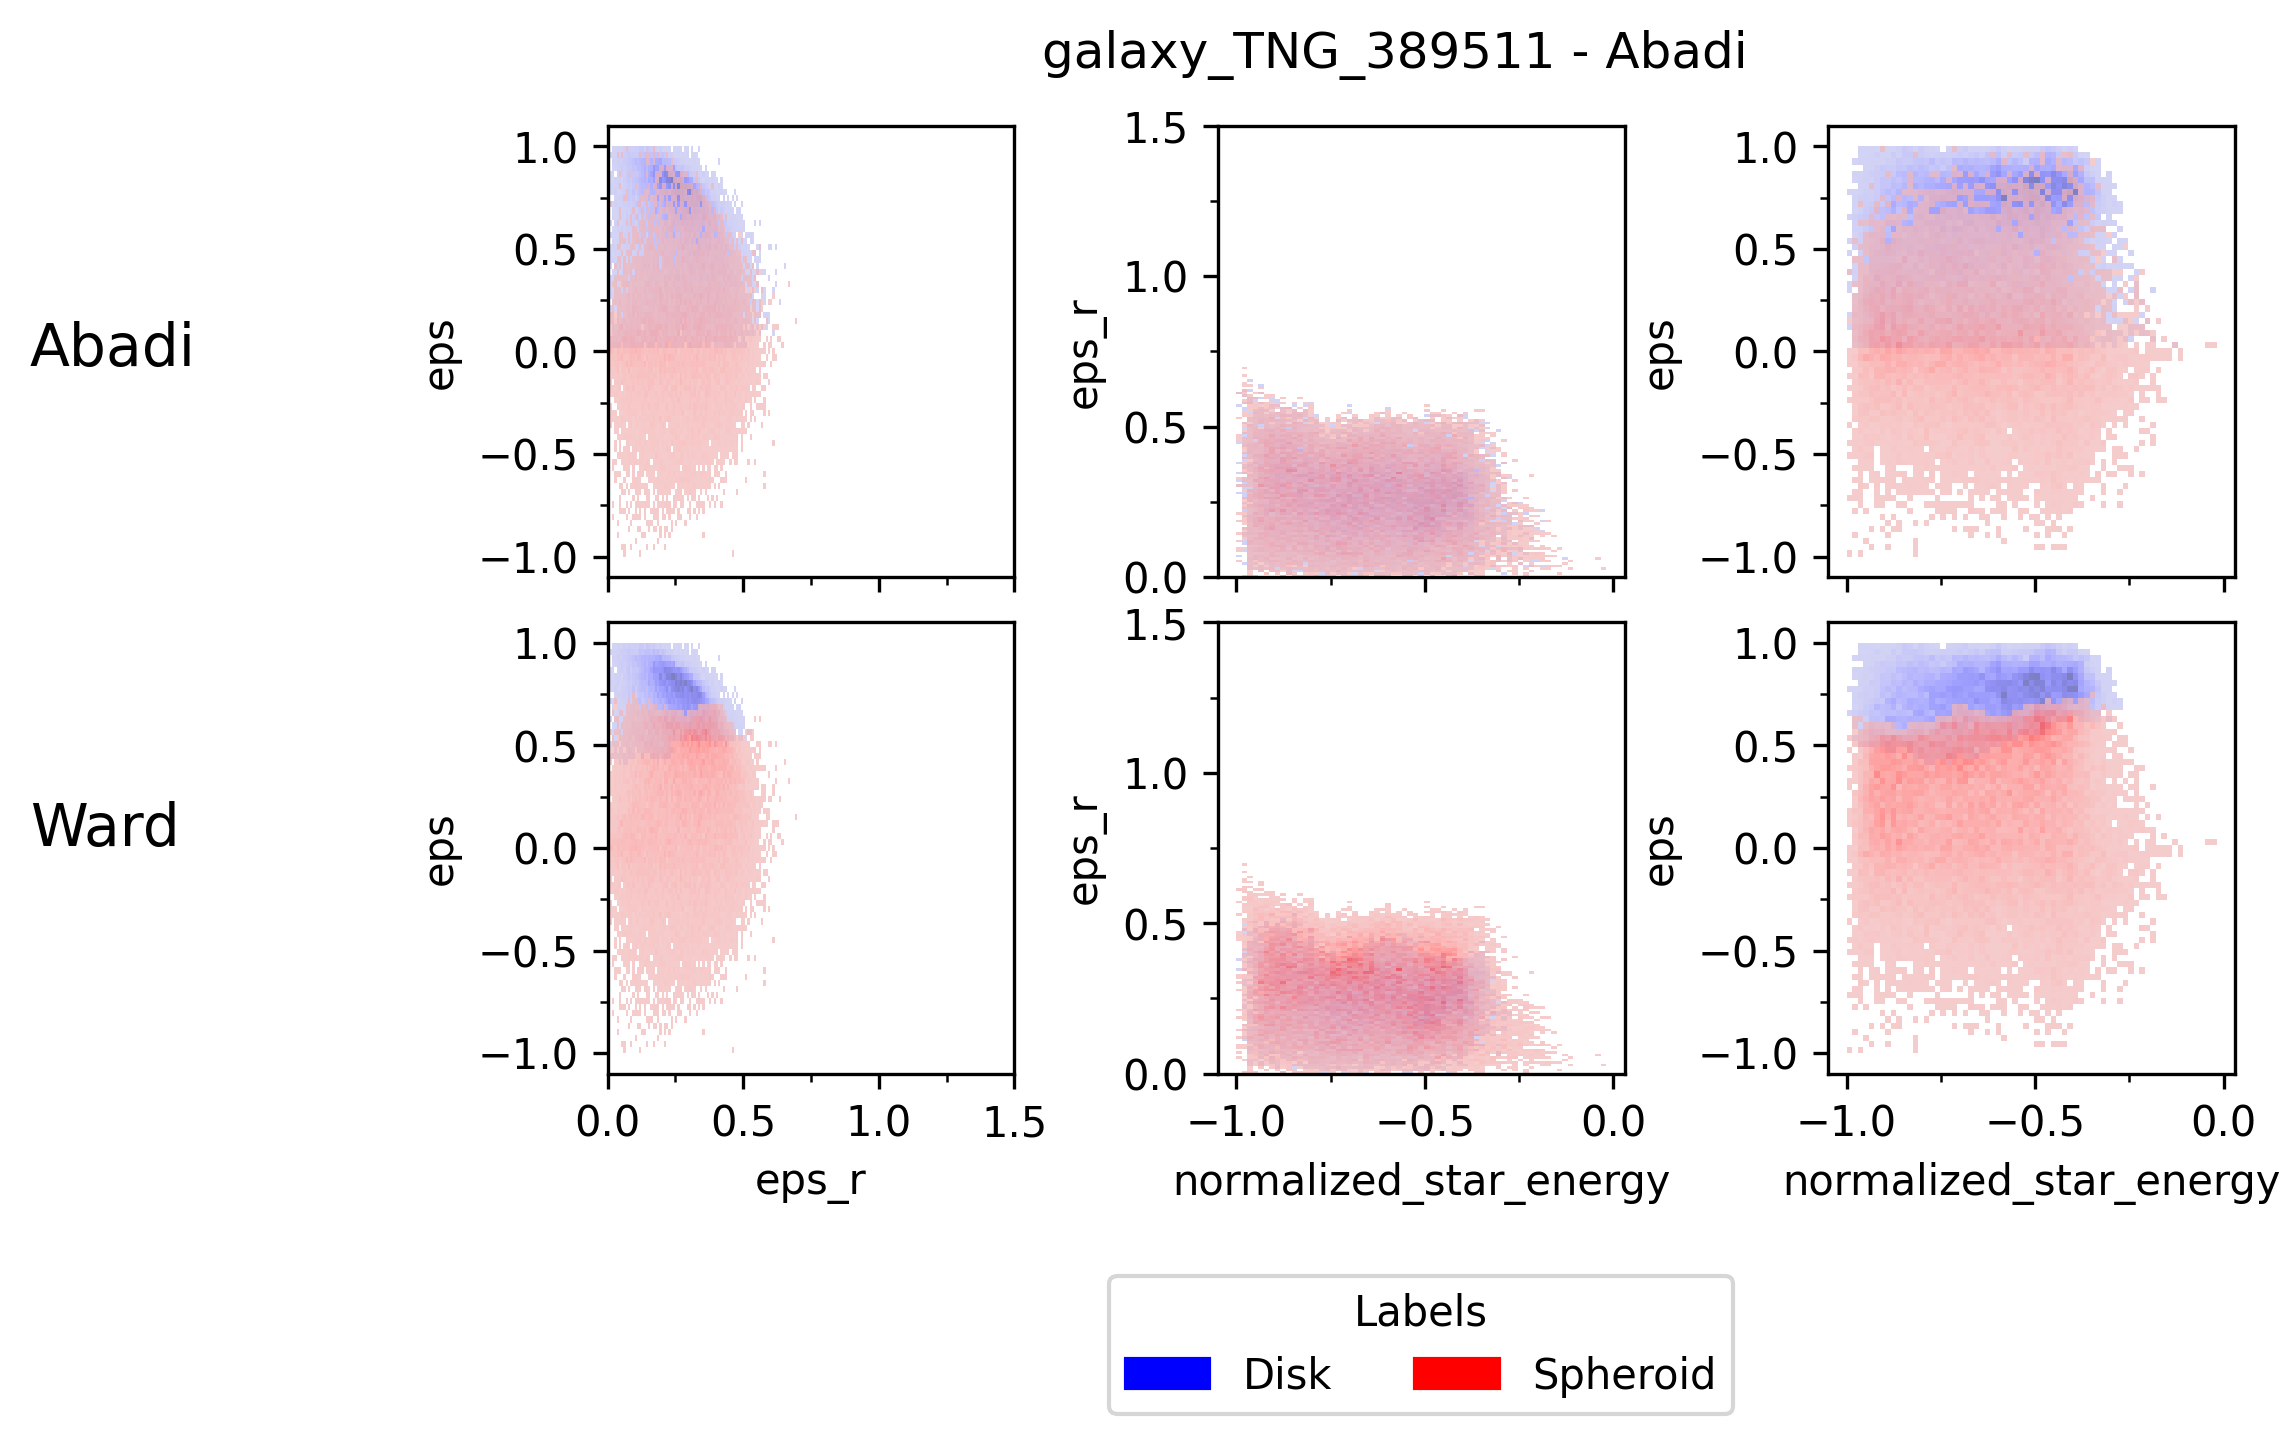 galaxy_TNG_389511 - Abadi
Abadi
eps
1.0
0.5
0.0
−0.5
−1.0
eps_r
1.5
1.0
0.5
0.0
eps
1.0
0.5
0.0
−0.5
−1.0
Ward
eps
1.0
0.5
0.0
−0.5
−1.0
0.0 0.5 1.0 1.5
eps_r
eps_r
1.5
1.0
0.5
0.0
−1.0 −0.5 0.0
normalized_star_energy
eps
1.0
0.5
0.0
−0.5
−1.0
−1.0 −0.5 0.0
normalized_star_energy
Labels
Disk Spheroid